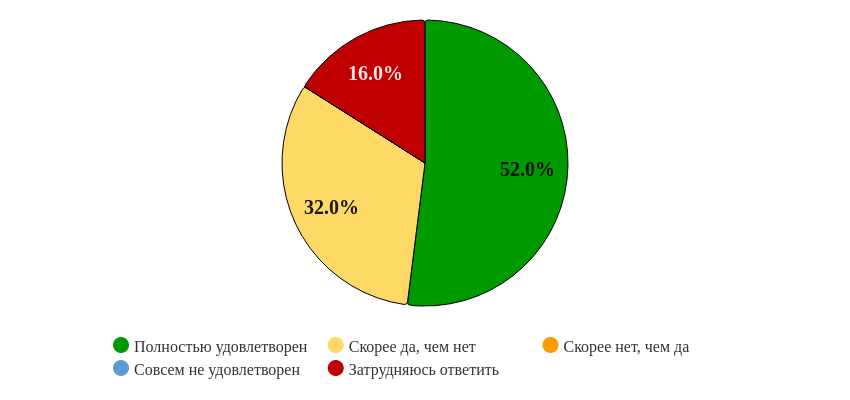 16.0%
52.0%
32.0%
Полностью удовлетворен
Скорее да, чем нет
Скорее нет, чем да
Совсем не удовлетворен
Затрудняюсь ответить